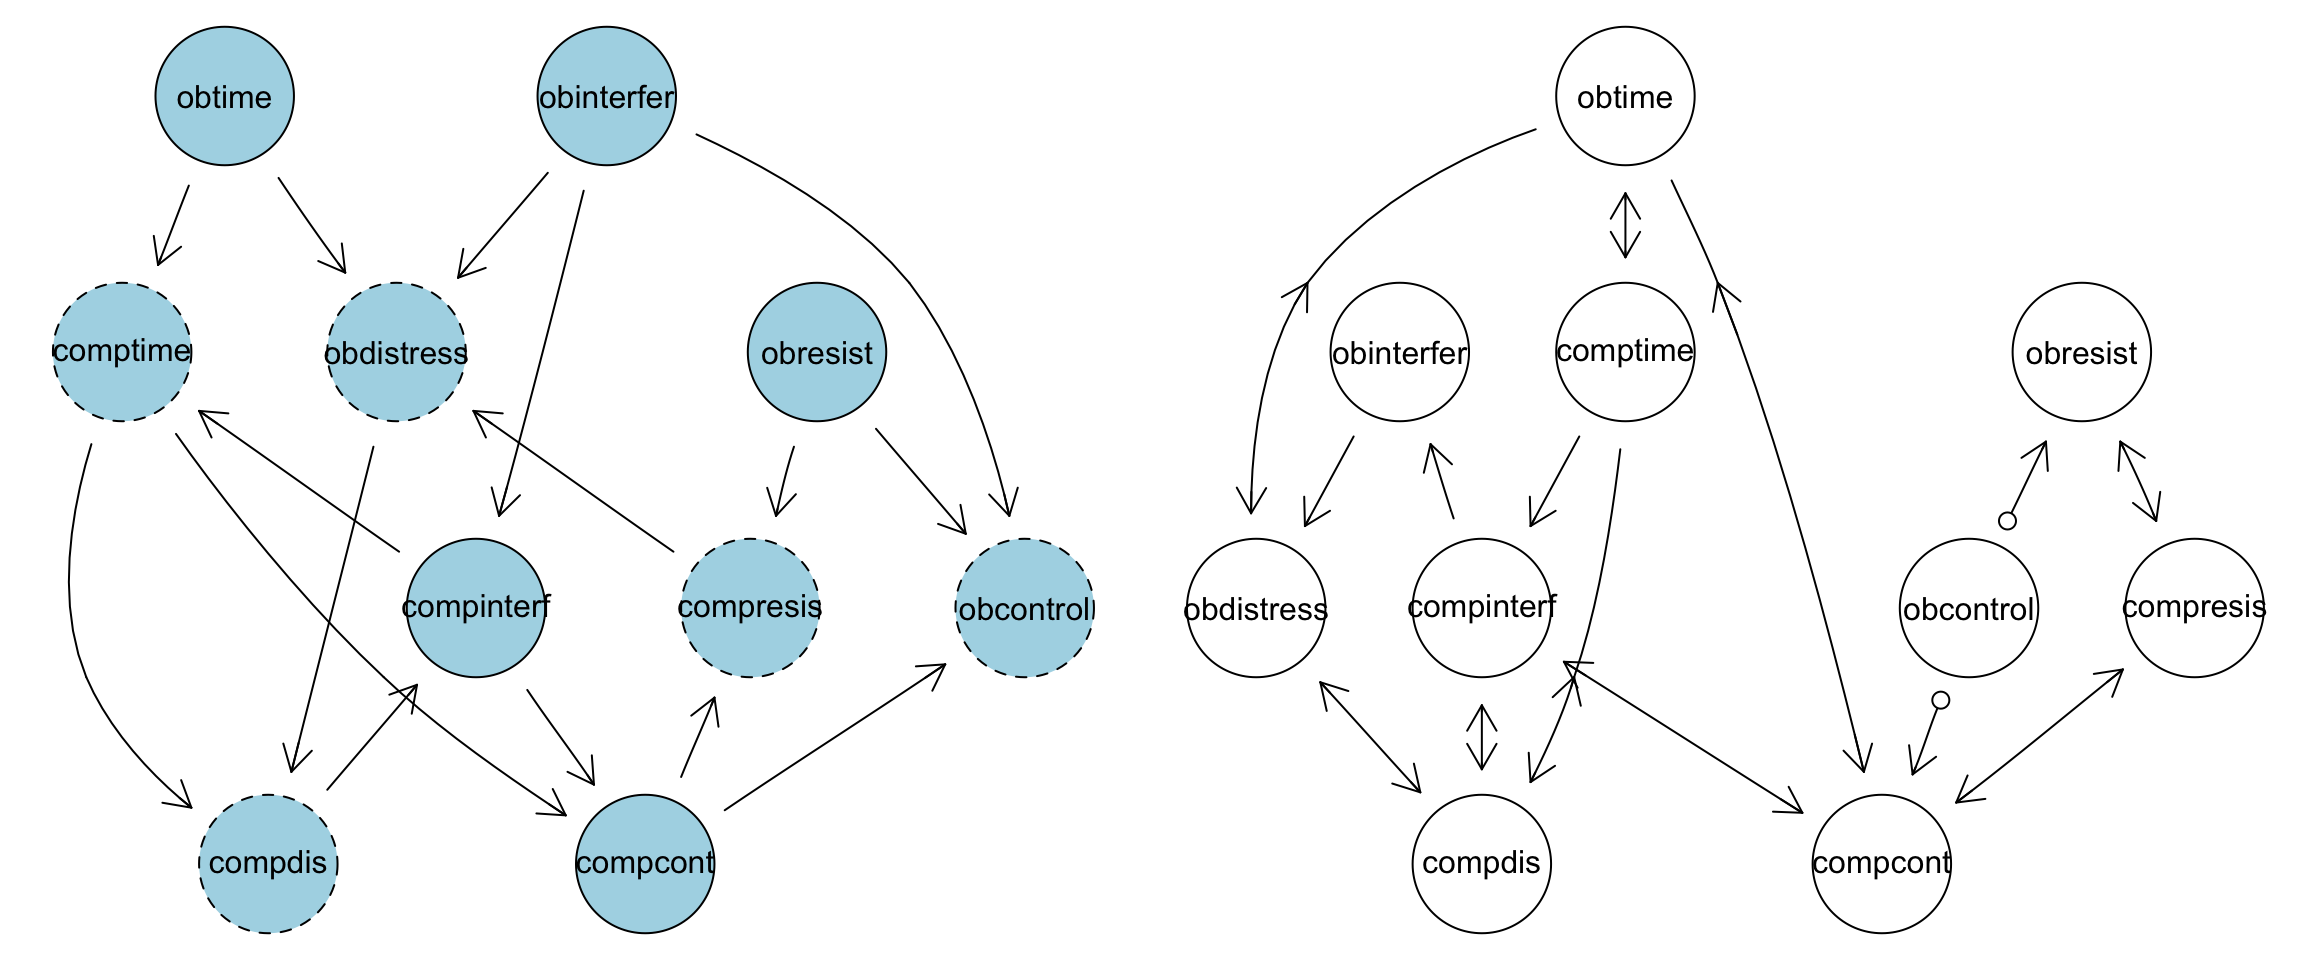 obtime
obinterfer
comptime
obdistress
obresist
compinterf
compresis
obcontrol
compdis
compcont
obtime
obinterfer
comptime
obresist
obdistress
compinterf
obcontrol
compresis
compdis
compcont